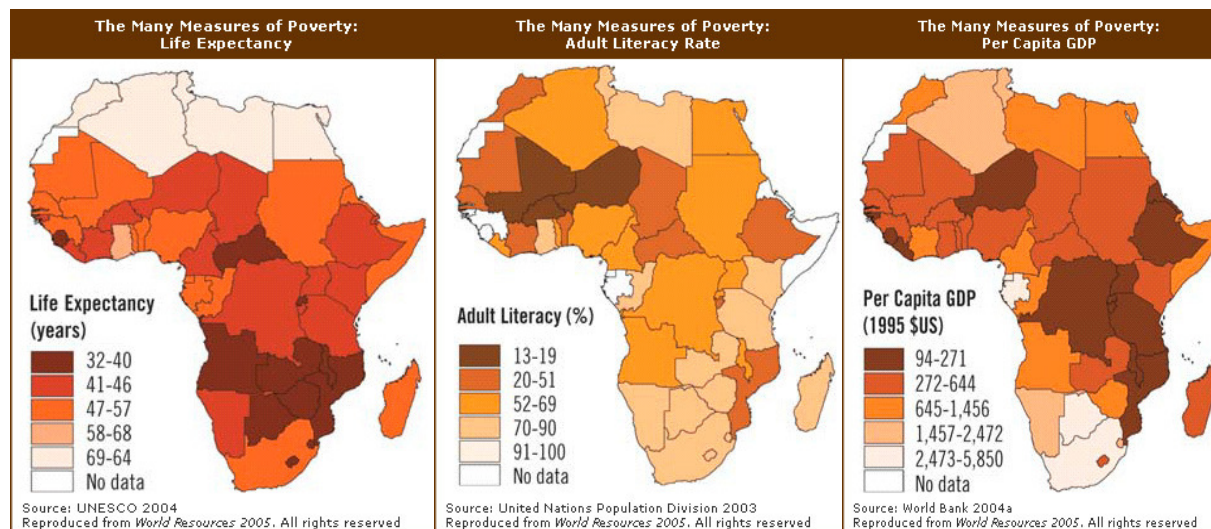 The Many Measures of Poverty:
Life Expectancy
Life Expectancy
(years)
32-40
41-46
47-57
58-68
69-64
No data
Source: UNESCO 2004
Reproduced from World Resources 2005. All rights reserved
The Many Measures of Poverty:
Adult Literacy Rate
Adult Literacy (%)
13-19
20-51
52-69
70-90
91-100
No data
Source: United Nations Population Division 2003
Reproduced from World Resources 2005. All rights reserved
The Many Measures of Poverty:
Per Capita GDP
Per Capita GDP
(1995 $US)
94-271
272-644
645-1,456
1,457-2,472
2,473-5,850
No data
Source: World Bank 2004a
Reproduced from World Resources 2005. All rights reserved